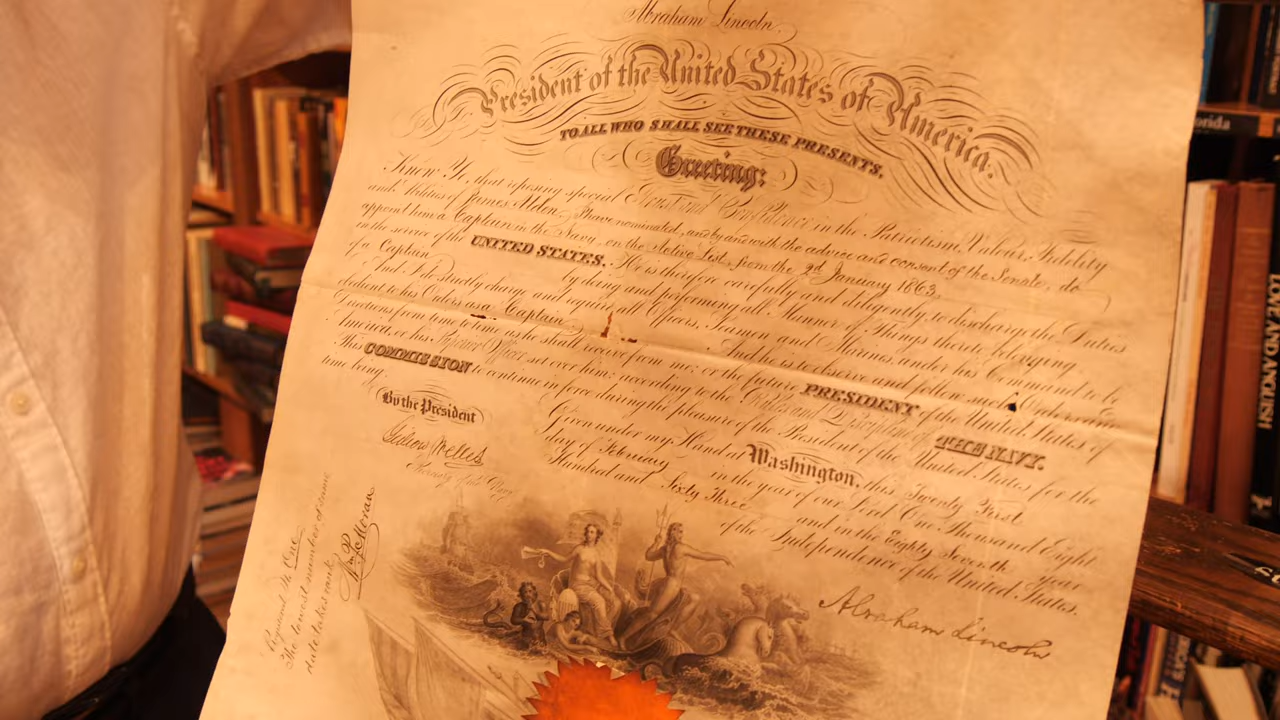 Abraham Lincoln,
President of the United States of America.
TO ALL WHO SHALL SEE THESE PRESENTS,
Greeting:
Know Ye, that reposing special Trust and Confidence in the Patriotism, Valour, Fidelity
and Abilities of James Alden, I have nominated, and by and with the advice and consent of the Senate, do
appoint him a Captain in the Navy, on the Active List, from the 2d January 1863,
in the service of the UNITED STATES. He is therefore carefully and diligently to discharge the Duties
of a Captain by doing and performing all Manner of Things thereto belonging
And I do strictly charge and require all Officers, Seamen and Marines under his Command to be
obedient to his Orders as a Captain And he is to observe and follow such Orders and
Directions from time to time as he shall receive from me; or the future PRESIDENT of the United States of
America, or his Superior Officer set over him; according to the Rules and Discipline of THE NAVY.
This COMMISSION to continue in force during the pleasure of the President of the United States for the
time being.
By the President
Gideon Welles
Secretary of the Navy
Given under my Hand at Washington, this Twenty First
day of February in the year of our Lord One Thousand Eight
Hundred and Sixty Three and in the Eighty Seventh year
of the Independence of the United States.
Abraham Lincoln
The lowest number of same
date takes rank
orida
LOVE AND ANGUISH